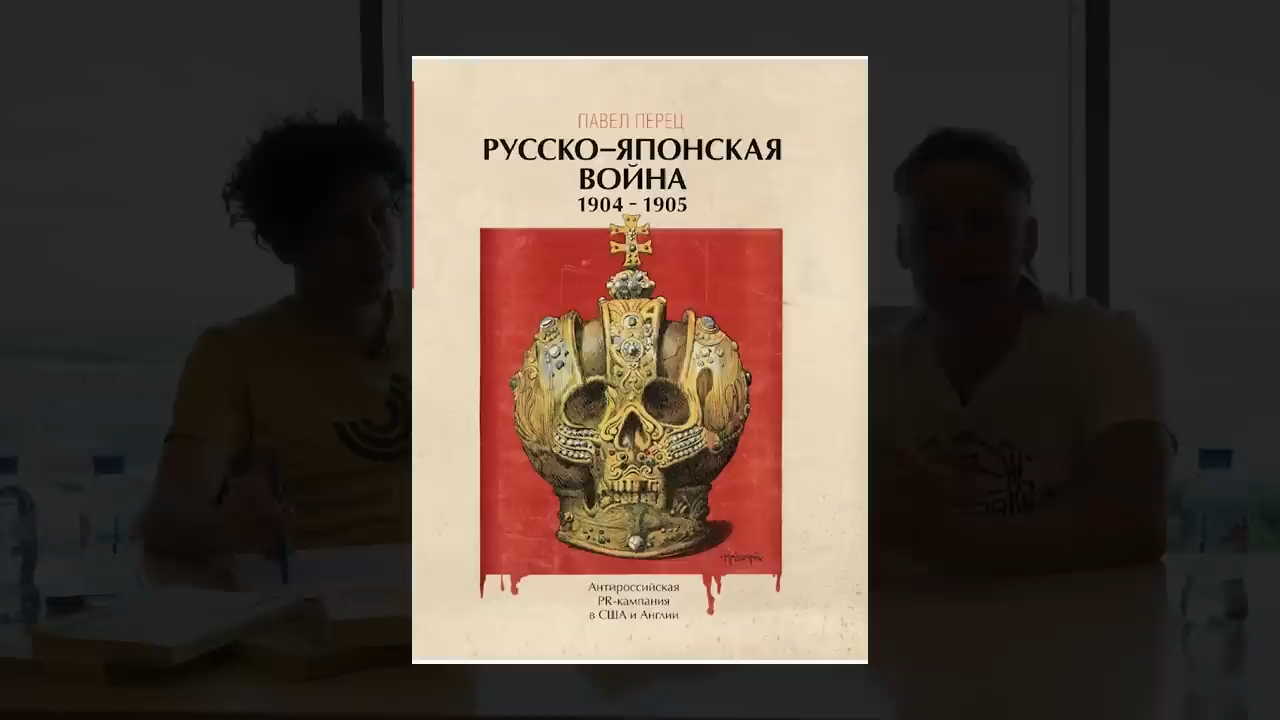 ПАВЕЛ ПЕРЕЦ
РУССКО–ЯПОНСКАЯ
ВОЙНА
1904 - 1905
Антироссийская
PR-кампания
в США и Англии